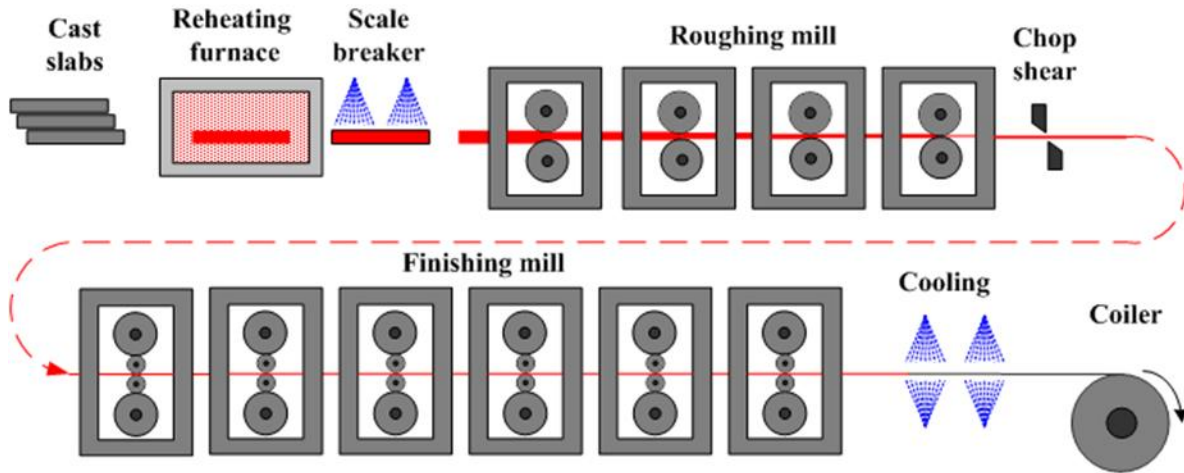 Cast
slabs
Reheating
furnace
Scale
breaker
Roughing mill
Chop
shear
Finishing mill
Cooling
Coiler